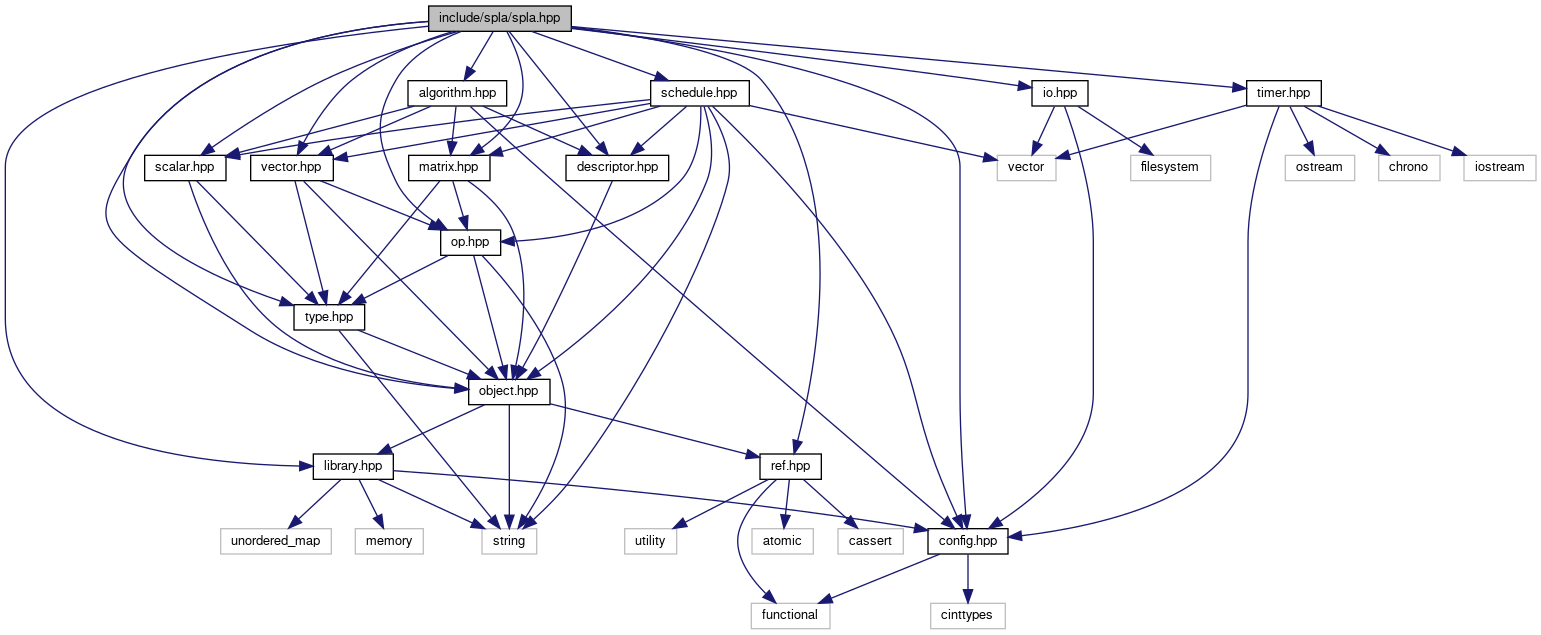 include/spla/spla.hpp
algorithm.hpp
schedule.hpp
io.hpp
timer.hpp
scalar.hpp
vector.hpp
matrix.hpp
descriptor.hpp
vector
filesystem
ostream
chrono
iostream
op.hpp
type.hpp
object.hpp
library.hpp
ref.hpp
unordered_map
memory
string
utility
atomic
cassert
config.hpp
functional
cinttypes